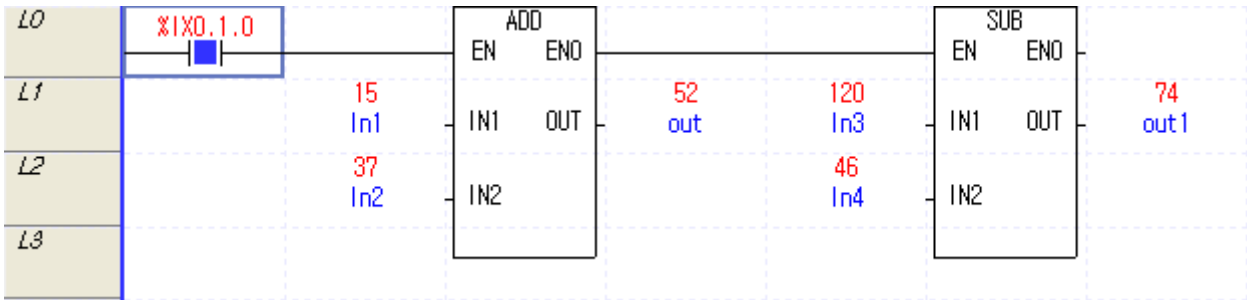 L0 %IX0.1.0 ADD SUB
EN ENO EN ENO
L1 15 52 120 74
In1 IN1 OUT out In3 IN1 OUT out1
L2 37 46
In2 IN2 In4 IN2
L3